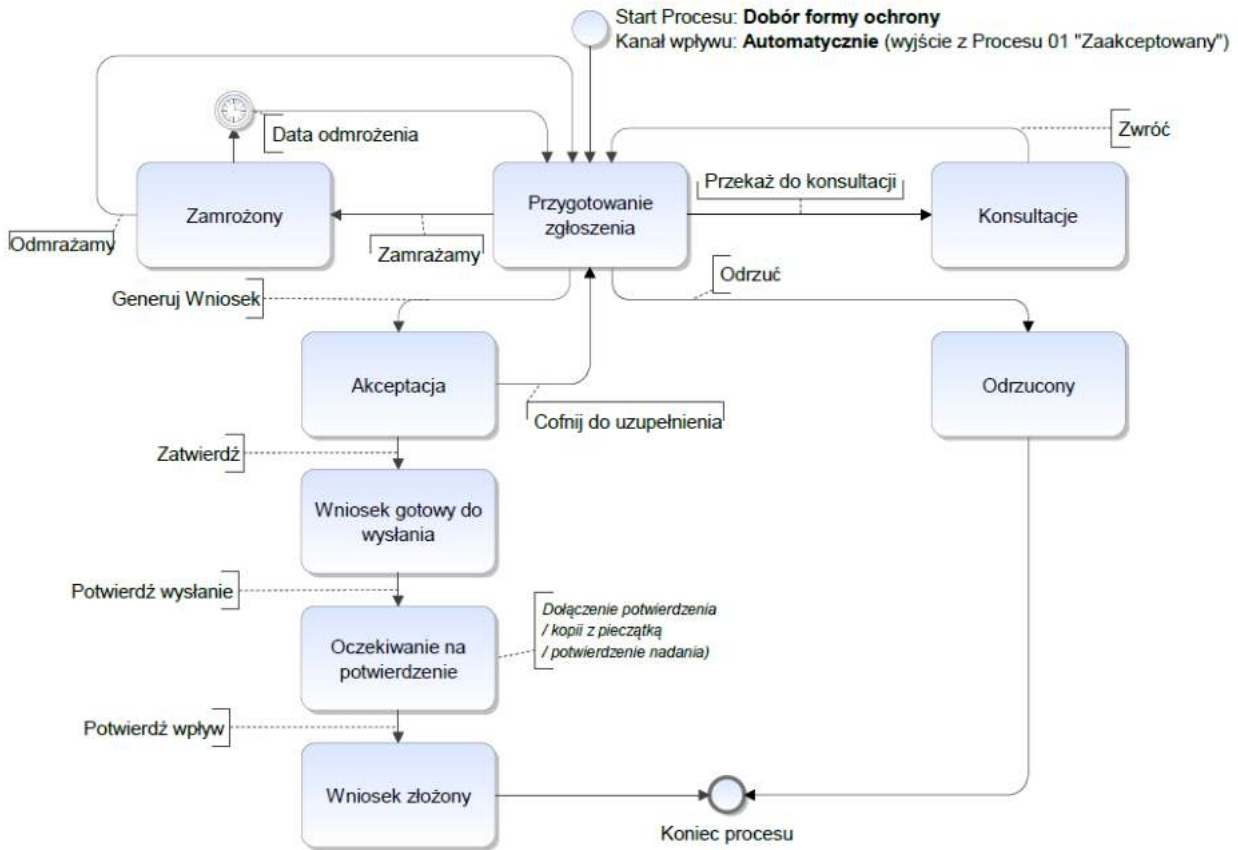 Start Procesu: Dobór formy ochrony
Kanał wpływu: Automatycznie (wyjście z Procesu 01 "Zaakceptowany")
Data odmrożenia
Zwróć
Zamrożony
Przygotowanie
zgłoszenia
Przekaż do konsultacji
Konsultacje
Odmrażamy
Zamrażamy
Generuj Wniosek
Odrzuć
Akceptacja
Odrzucony
Cofnij do uzupełnienia
Zatwierdź
Wniosek gotowy do
wysłania
Potwierdź wysłanie
Oczekiwanie na
potwierdzenie
Dołączenie potwierdzenia
/ kopii z pieczątką
/ potwierdzenie nadania)
Potwierdź wpływ
Wniosek złożony
Koniec procesu